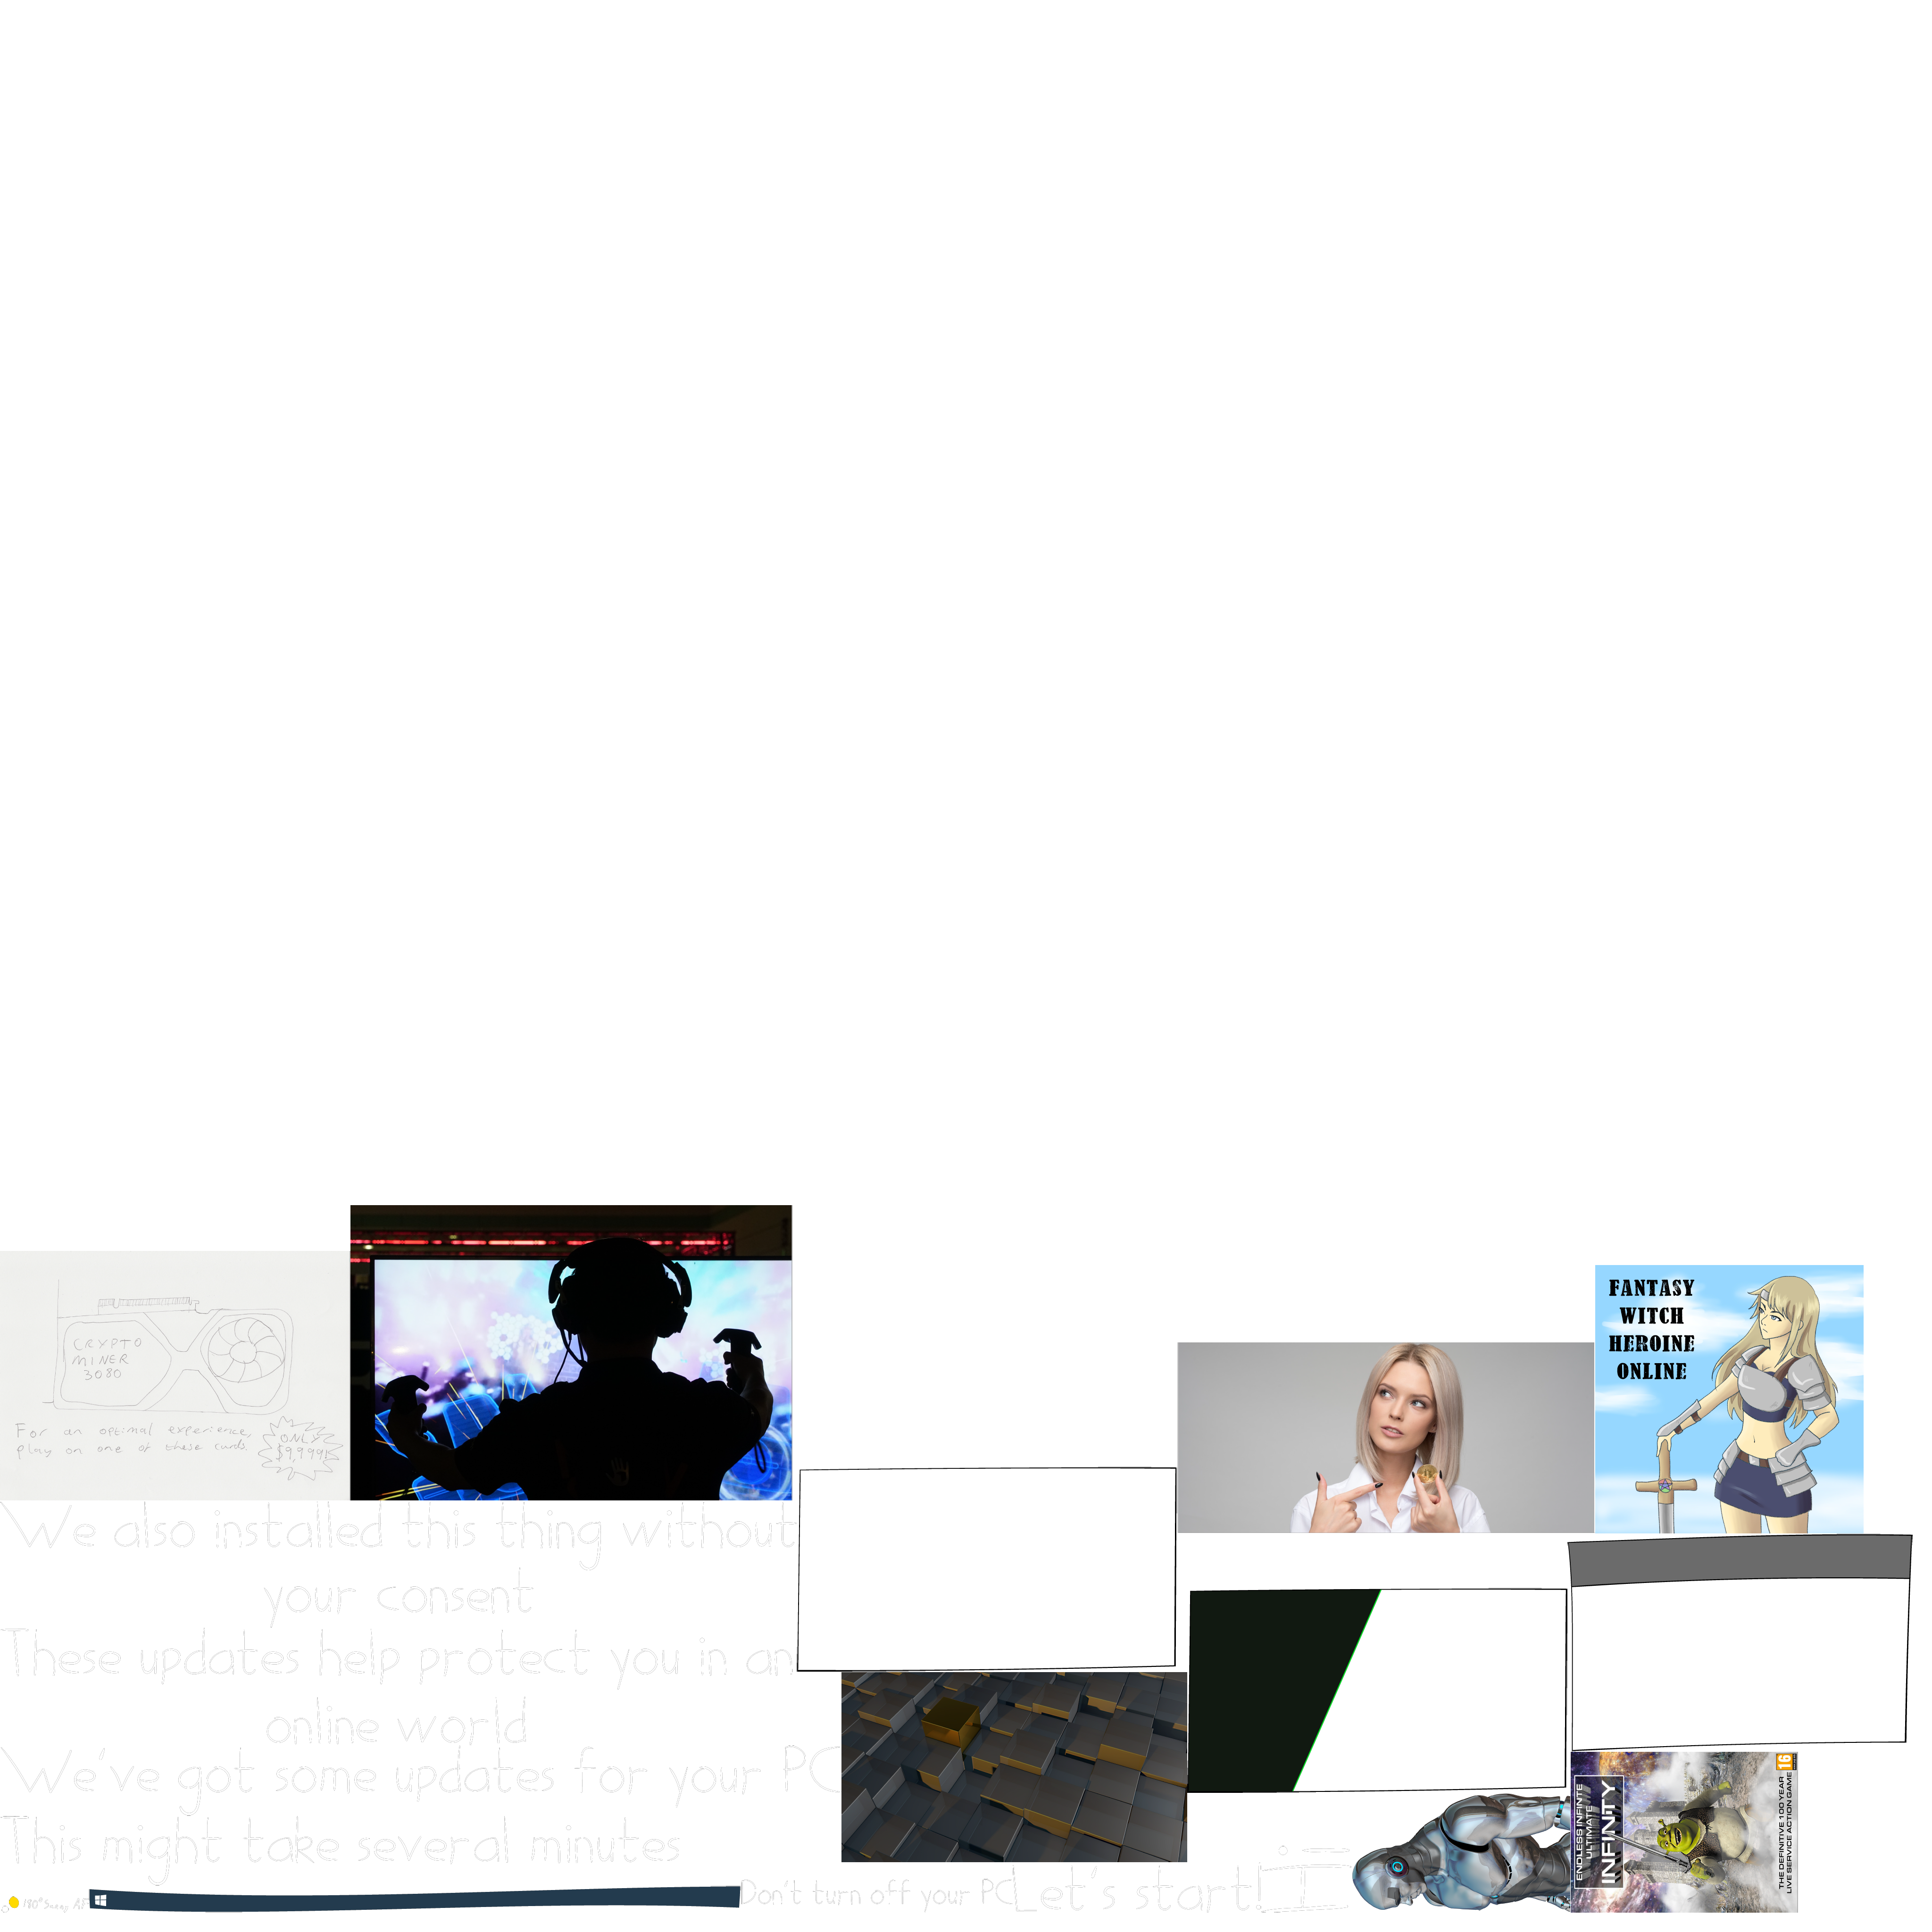 CRYPTO
MINER
3080
For an optimal experience,
play on one of these cards.
ONLY
$9,999!
FANTASY
WITCH
HEROINE
ONLINE
We also installed this thing without
your consent
These updates help protect you in an
online world
We've got some updates for your PC
This might take several minutes
180° Sunny AF
Don't turn off your PC
Let's start!
ENDLESS INFINITE
ULTIMATE
INFINITY
THE DEFINITIVE 100 YEAR
LIVE SERVICE ACTION GAME
16